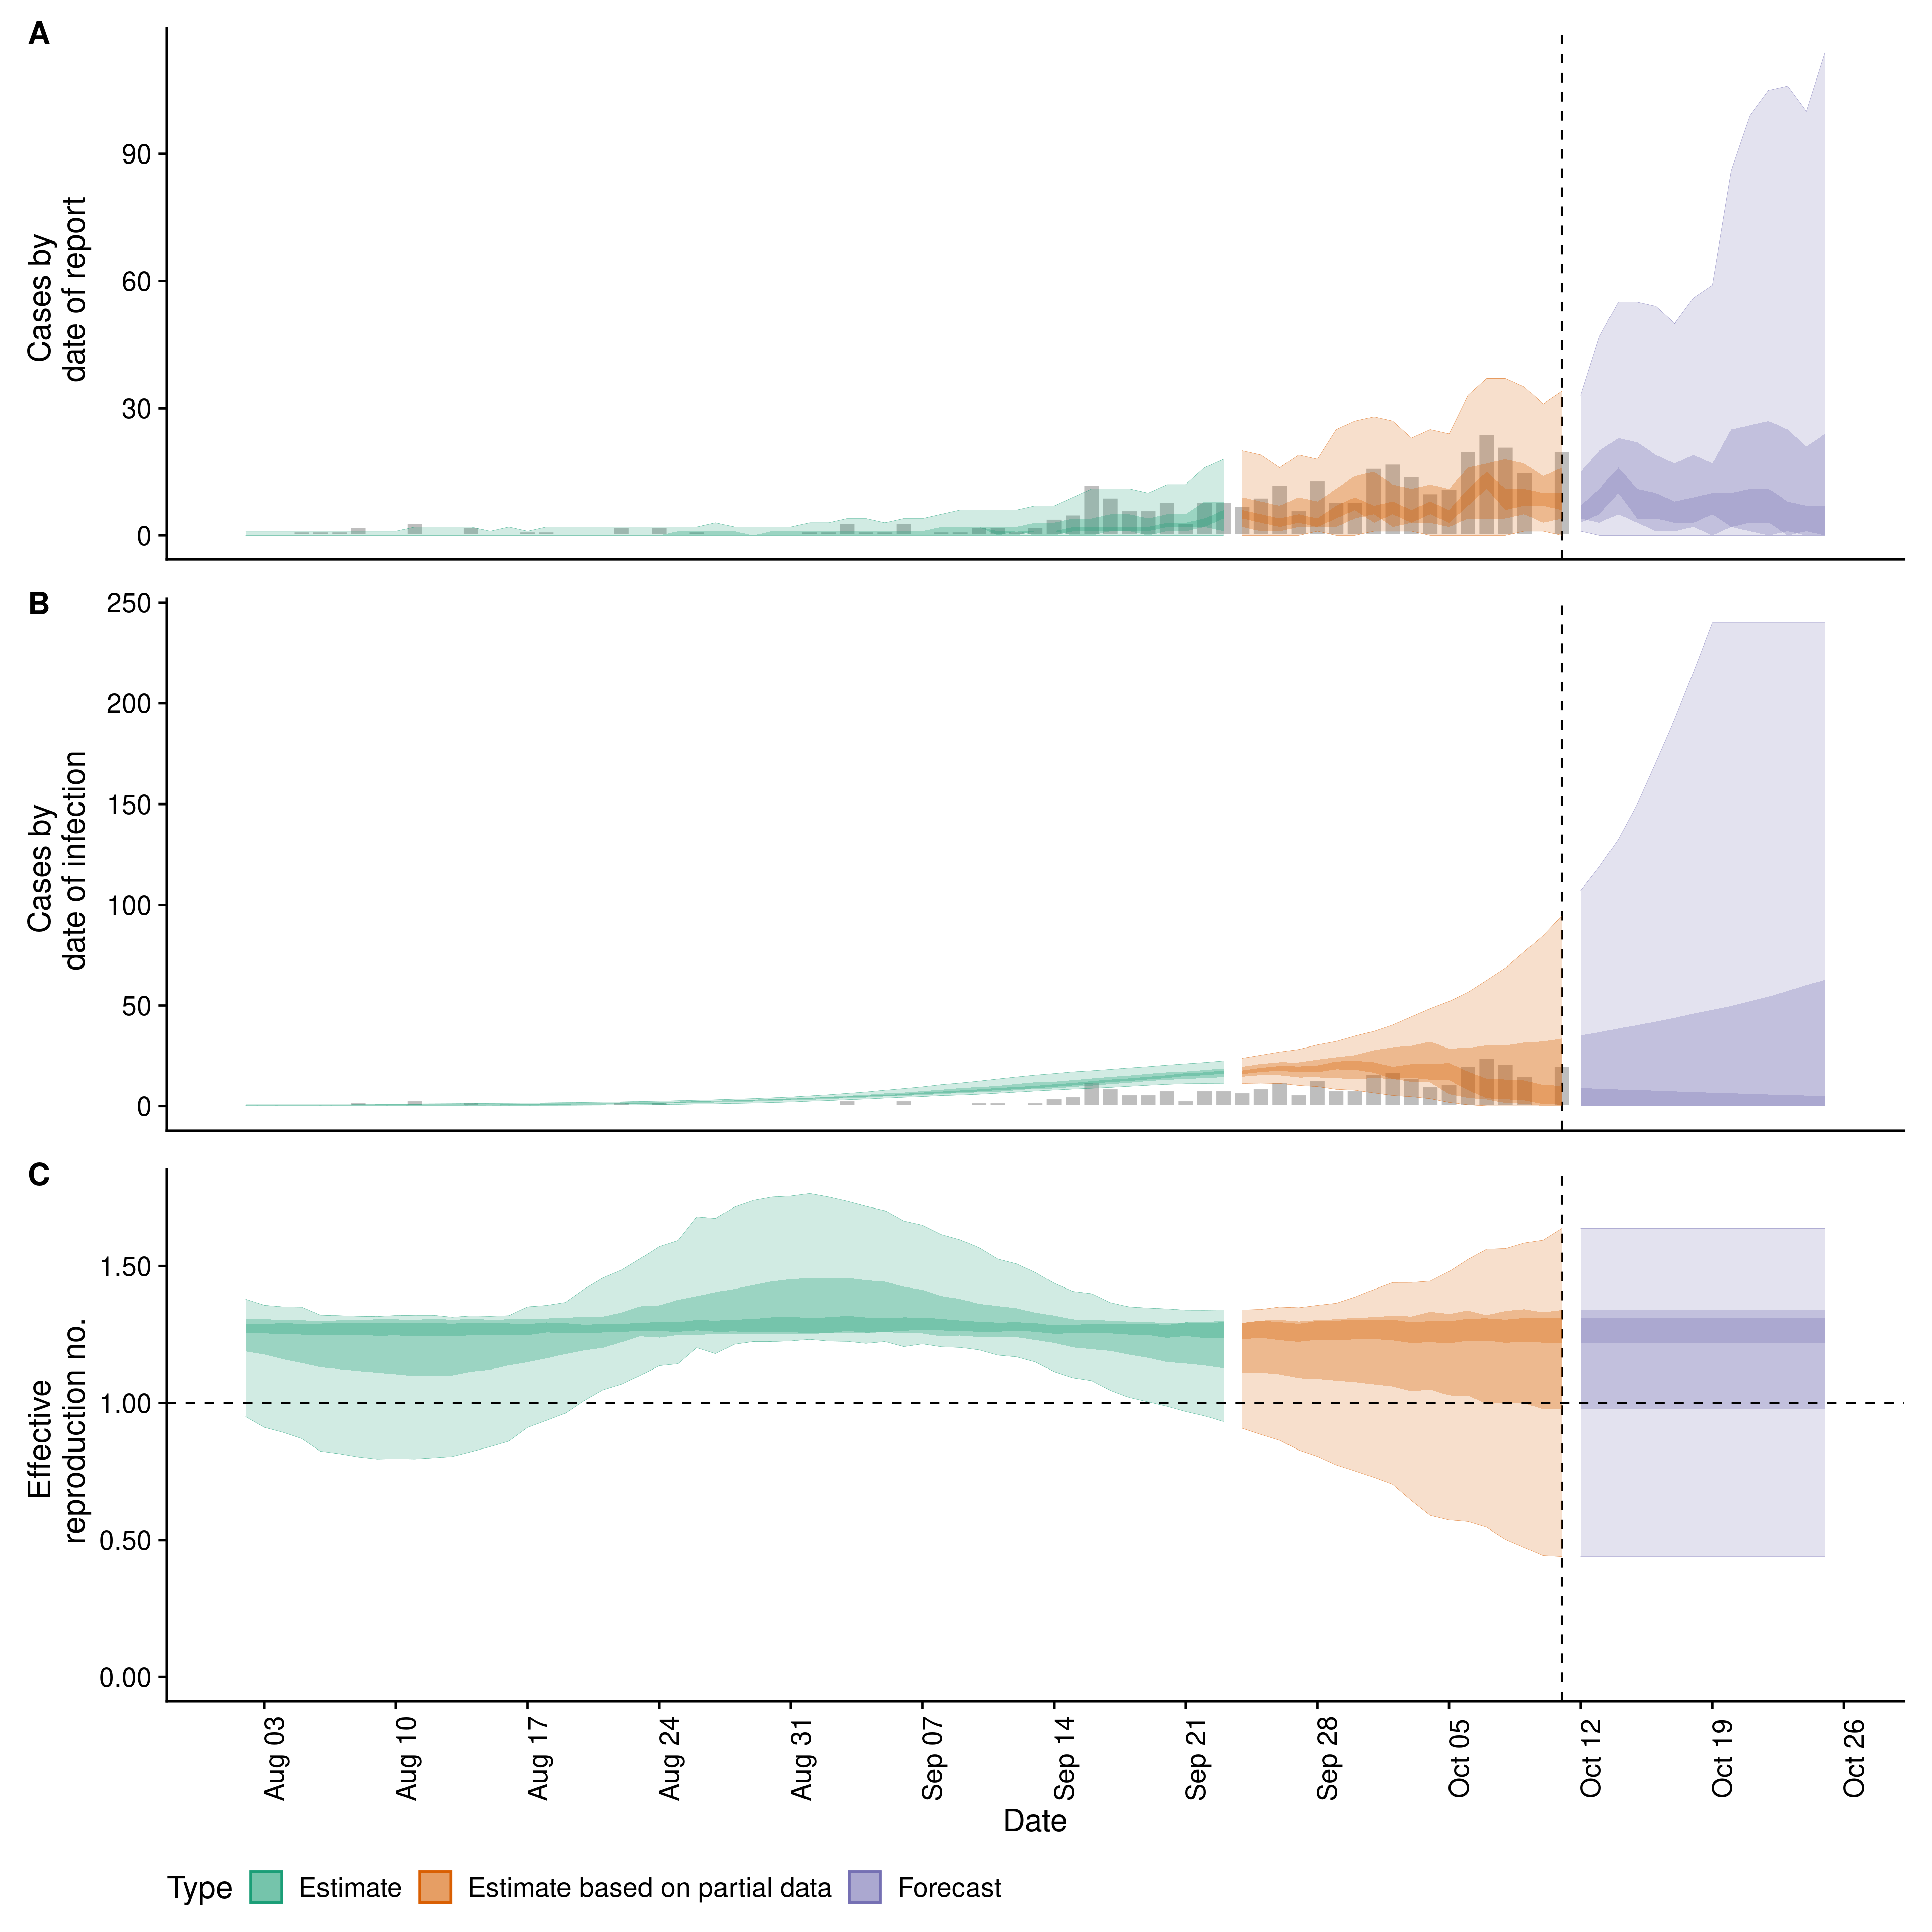 A
Cases by
date of report
90
60
30
0
B
Cases by
date of infection
250
200
150
100
50
0
C
Effective
reproduction no.
1.50
1.00
0.50
0.00
Aug 03
Aug 10
Aug 17
Aug 24
Aug 31
Sep 07
Sep 14
Sep 21
Sep 28
Oct 05
Oct 12
Oct 19
Oct 26
Date
Type Estimate Estimate based on partial data Forecast